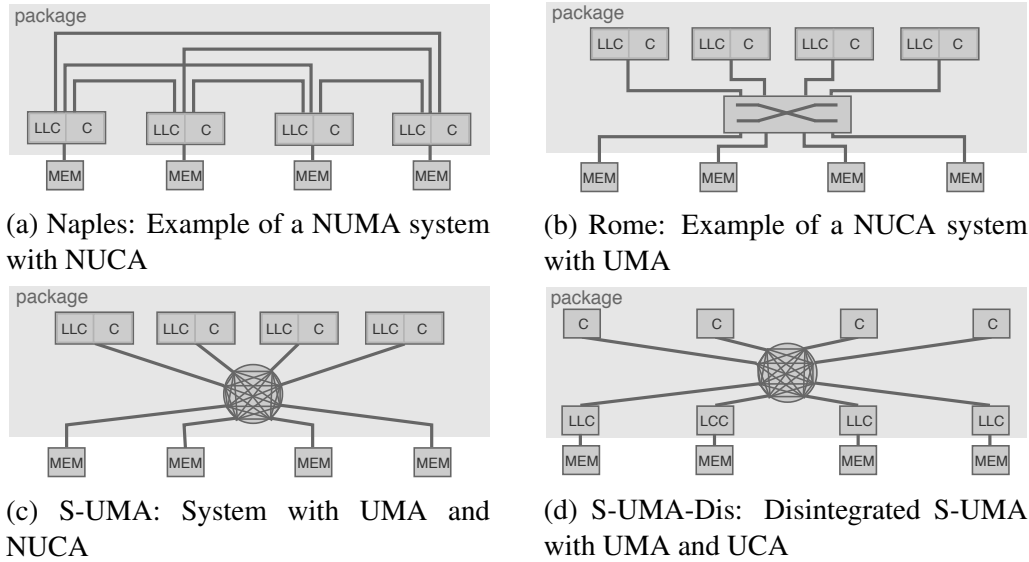 package
LLC C LLC C LLC C LLC C
MEM MEM MEM MEM
(a) Naples: Example of a NUMA system
with NUCA
package
LLC C LLC C LLC C LLC C
MEM MEM MEM MEM
(b) Rome: Example of a NUCA system
with UMA
package
LLC C LLC C LLC C LLC C
MEM MEM MEM MEM
(c) S-UMA: System with UMA and
NUCA
package
C C C C
LLC LCC LLC LLC
MEM MEM MEM MEM
(d) S-UMA-Dis: Disintegrated S-UMA
with UMA and UCA